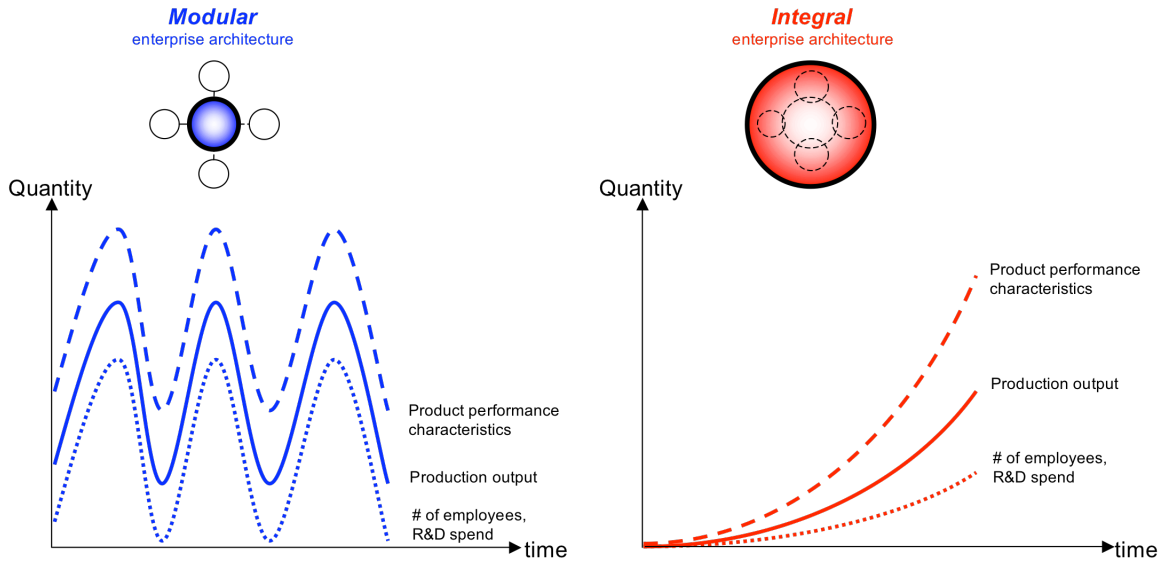 Modular
enterprise architecture
Quantity
Product performance
characteristics
Production output
# of employees,
R&D spend
time
Integral
enterprise architecture
Quantity
Product performance
characteristics
Production output
# of employees,
R&D spend
time